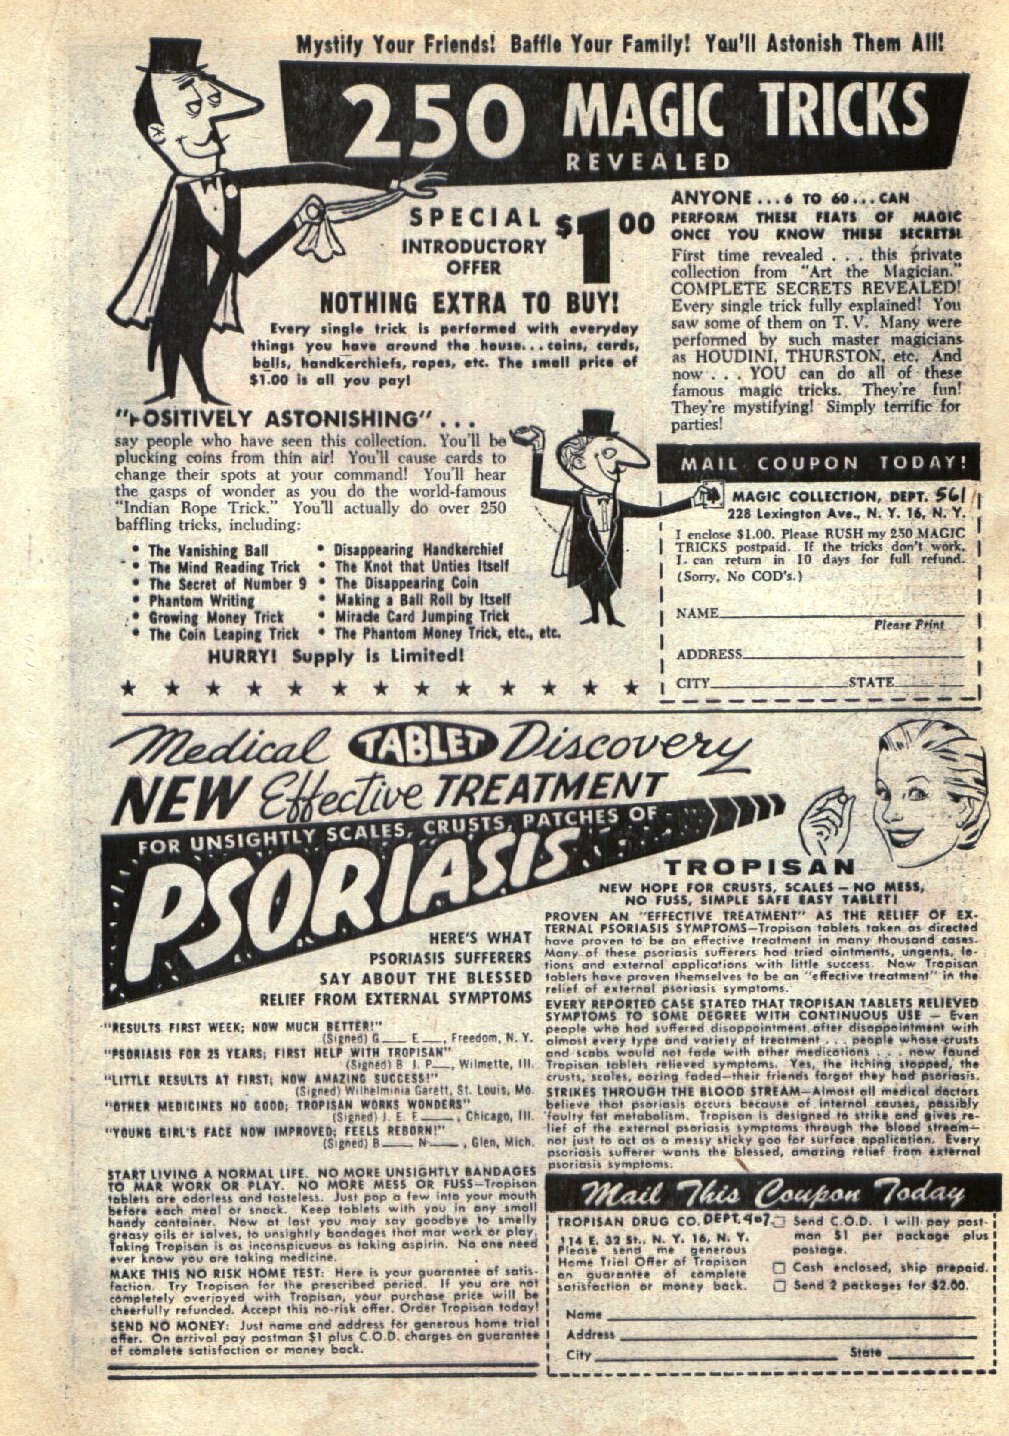 Mystify Your Friends! Baffle Your Family! You'll Astonish Them All!
250 MAGIC TRICKS
REVEALED
SPECIAL
INTRODUCTORY
OFFER
$1.00
NOTHING EXTRA TO BUY!
Every single trick is performed with everyday
things you have around the house...coins, cards,
balls, handkerchiefs, ropes, etc. The small price of
$1.00 is all you pay!
ANYONE...6 TO 60...CAN
PERFORM THESE FEATS OF MAGIC
ONCE YOU KNOW THESE SECRETS!
First time revealed . . . this private
collection from "Art the Magician."
COMPLETE SECRETS REVEALED!
Every single trick fully explained! You
saw some of them on T. V. Many were
performed by such master magicians
as HOUDINI, THURSTON, etc. And
now . . . YOU can do all of these
famous magic tricks. They're fun!
They're mystifying! Simply terrific for
parties!
"POSITIVELY ASTONISHING" . . .
say people who have seen this collection. You'll be
plucking coins from thin air! You'll cause cards to
change their spots at your command! You'll hear
the gasps of wonder as you do the world-famous
"Indian Rope Trick." You'll actually do over 250
baffling tricks, including:
• The Vanishing Ball
• The Mind Reading Trick
• The Secret of Number 9
• Phantom Writing
• Growing Money Trick
• The Coin Leaping Trick
• Disappearing Handkerchief
• The Knot that Unties Itself
• The Disappearing Coin
• Making a Ball Roll by Itself
• Miracle Card Jumping Trick
• The Phantom Money Trick, etc., etc.
HURRY! Supply is Limited!
MAIL COUPON TODAY!
MAGIC COLLECTION, DEPT. 561
228 Lexington Ave., N. Y. 16, N. Y.
I enclose $1.00. Please RUSH my 250 MAGIC
TRICKS postpaid. If the tricks don't work,
I can return in 10 days for full refund.
(Sorry, No COD's.)
NAME
Please Print
ADDRESS
CITY STATE
Medical TABLET Discovery
NEW Effective TREATMENT
FOR UNSIGHTLY SCALES, CRUSTS, PATCHES OF
PSORIASIS
HERE'S WHAT
PSORIASIS SUFFERERS
SAY ABOUT THE BLESSED
RELIEF FROM EXTERNAL SYMPTOMS
"RESULTS FIRST WEEK; NOW MUCH BETTER!"
(Signed) G___ E___, Freedom, N. Y.
"PSORIASIS FOR 25 YEARS; FIRST HELP WITH TROPISAN"
(Signed) B I. P___, Wilmette, Ill.
"LITTLE RESULTS AT FIRST; NOW AMAZING SUCCESS!"
(Signed) Wilhelminia Garett, St. Louis, Mo.
"OTHER MEDICINES NO GOOD; TROPISAN WORKS WONDERS"
(Signed) I. E. F___, Chicago, Ill.
"YOUNG GIRL'S FACE NOW IMPROVED; FEELS REBORN!"
(Signed) B___ N___, Glen, Mich.
START LIVING A NORMAL LIFE. NO MORE UNSIGHTLY BANDAGES
TO MAR WORK OR PLAY. NO MORE MESS OR FUSS—Tropisan
tablets are odorless and tasteless. Just pop a few into your mouth
before each meal or snack. Keep tablets with you in any small
handy container. Now at last you may say goodbye to smelly
greasy oils or salves, to unsightly bandages that mar work or play.
Taking Tropisan is as inconspicuous as taking aspirin. No one need
ever know you are taking medicine.
MAKE THIS NO RISK HOME TEST: Here is your guarantee of satis-
faction. Try Tropisan for the prescribed period. If you are not
completely overjoyed with Tropisan, your purchase price will be
cheerfully refunded. Accept this no-risk offer. Order Tropisan today!
SEND NO MONEY: Just name and address for generous home trial
offer. On arrival pay postman $1 plus C.O.D. charges on guarantee
of complete satisfaction or money back.
TROPISAN
NEW HOPE FOR CRUSTS, SCALES — NO MESS,
NO FUSS, SIMPLE SAFE EASY TABLET!
PROVEN AN "EFFECTIVE TREATMENT" AS THE RELIEF OF EX-
TERNAL PSORIASIS SYMPTOMS—Tropisan tablets taken as directed
have proven to be an effective treatment in many thousand cases.
Many of these psoriasis sufferers had tried ointments, ungents, lo-
tions and external applications with little success. Now Tropisan
tablets have proven themselves to be an "effective treatment" in the
relief of external psoriasis symptoms.
EVERY REPORTED CASE STATED THAT TROPISAN TABLETS RELIEVED
SYMPTOMS TO SOME DEGREE WITH CONTINUOUS USE — Even
people who had suffered disappointment after disappointment with
almost every type and variety of treatment . . . people whose crusts
and scabs would not fade with other medications . . . now found
Tropisan tablets relieved symptoms. Yes, the itching stopped, the
crusts, scales, ooring faded—their friends forgot they had psoriasis.
STRIKES THROUGH THE BLOOD STREAM—Almost all medical doctors
believe that psoriasis occurs because of internal causes, possibly
faulty fat metabolism. Tropisan is designed to strike and gives re-
lief of the external psoriasis symptoms through the blood stream—
not just to act as a messy sticky goo for surface application. Every
psoriasis sufferer wants the blessed, amazing relief from external
psoriasis symptoms.
Mail This Coupon Today
TROPISAN DRUG CO. DEPT. 907
114 E. 32 St., N. Y. 16, N. Y.
Please send me generous
Home Trial Offer of Tropisan
on guarantee of complete
satisfaction or money back.
Send C.O.D. I will pay post-
man $1 per package plus
postage.
Cash enclosed, ship prepaid.
Send 2 packages for $2.00.
Name
Address
City State